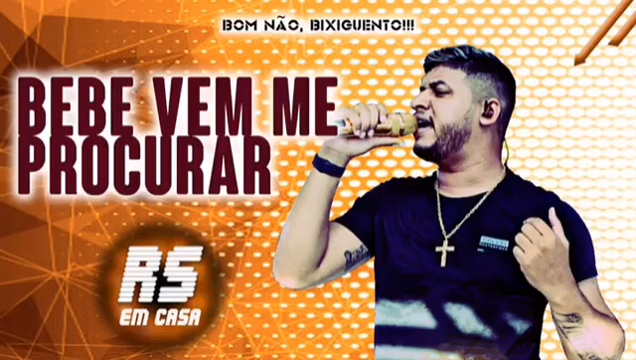 BOM NÃO, BIXIGUENTO!!!
BEBE VEM ME
PROCURAR
RS
EM CASA